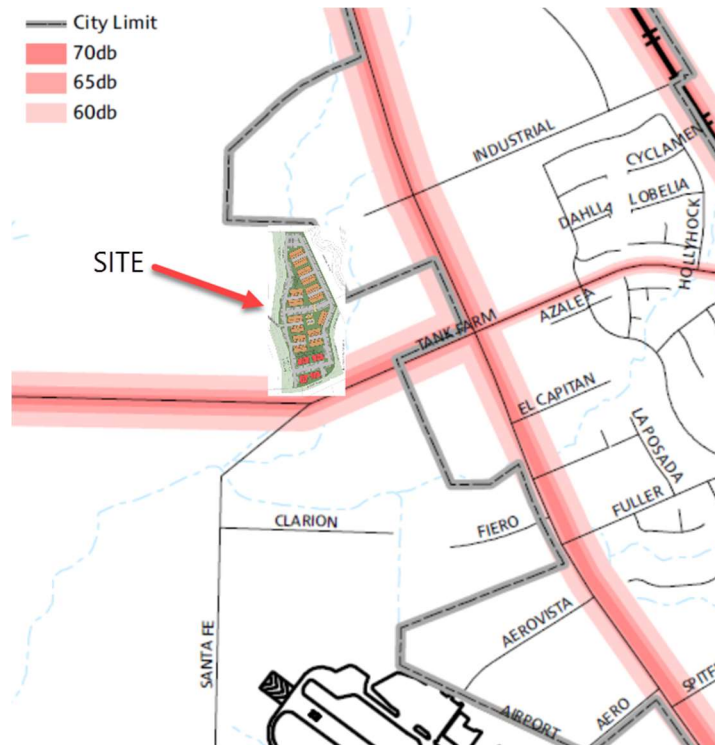 City Limit
70db
65db
60db
INDUSTRIAL
CYCLAMEN
LOBELIA
DAHLIA
HOLLYHOCK
SITE
AZALEA
TANK FARM
EL CAPITAN
LA POSADA
FULLER
CLARION
FIERO
AEROVISTA
SANTA FE
AIRPORT
AERO